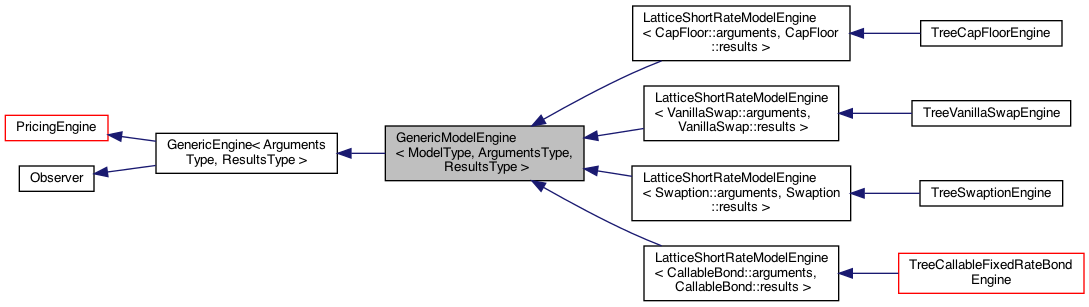 PricingEngine
Observer
GenericEngine< Arguments
Type, ResultsType >
GenericModelEngine
< ModelType, ArgumentsType,
ResultsType >
LatticeShortRateModelEngine
< CapFloor::arguments, CapFloor
::results >
TreeCapFloorEngine
LatticeShortRateModelEngine
< VanillaSwap::arguments,
VanillaSwap::results >
TreeVanillaSwapEngine
LatticeShortRateModelEngine
< Swaption::arguments, Swaption
::results >
TreeSwaptionEngine
LatticeShortRateModelEngine
< CallableBond::arguments,
CallableBond::results >
TreeCallableFixedRateBond
Engine